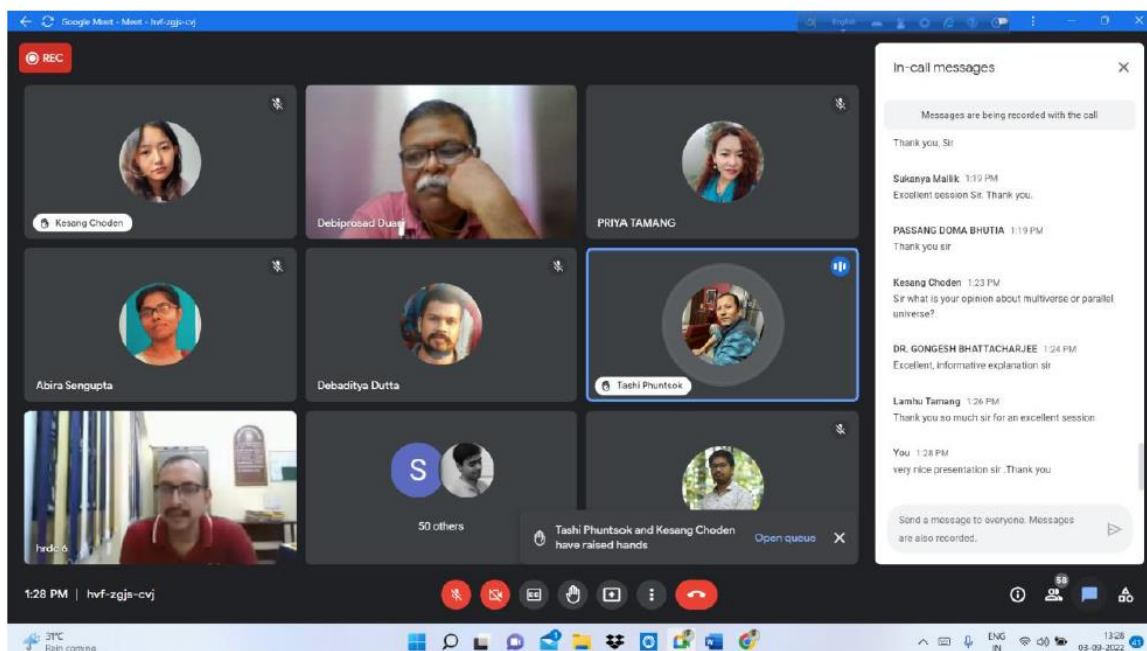 Google Meet - Meet - hvf-zgjs-cvj
English
REC
Kesang Choden
Debiprosad Duari
PRIYA TAMANG
Abira Sengupta
Debaditya Dutta
Tashi Phuntsok
hrdc 6
S
50 others
Tashi Phuntsok and Kesang Choden
have raised hands
Open queue
In-call messages
Messages are being recorded with the call
Thank you, Sir
Sukanya Mallik 1:19 PM
Excellent session Sir. Thank you.
PASSANG DOMA BHUTIA 1:19 PM
Thank you sir
Kesang Choden 1:23 PM
Sir what is your opinion about multiverse or parallel
universe?
DR. GONGESH BHATTACHARJEE 1:24 PM
Excellent, informative explanation sir
Lamhu Tamang 1:26 PM
Thank you so much sir for an excellent session
You 1:28 PM
very nice presentation sir .Thank you
Send a message to everyone. Messages
are also recorded.
1:28 PM | hvf-zgjs-cvj
58
31°C
Rain coming
ENG
IN
13:28
03-09-2022
41